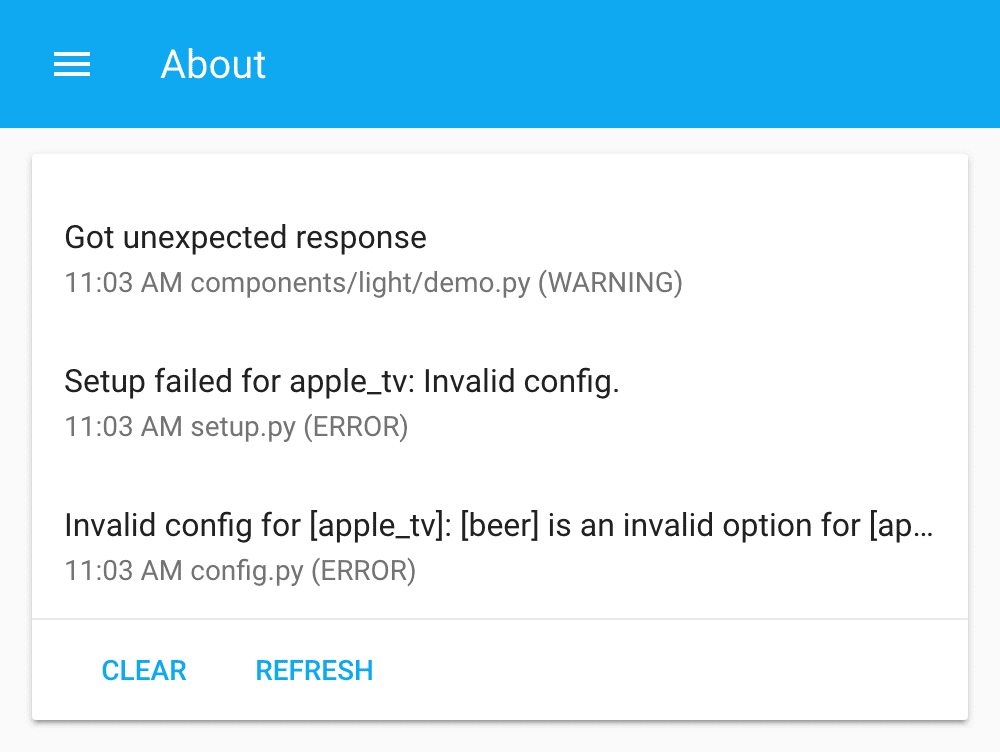 About
Got unexpected response
11:03 AM components/light/demo.py (WARNING)
Setup failed for apple_tv: Invalid config.
11:03 AM setup.py (ERROR)
Invalid config for [apple_tv]: [beer] is an invalid option for [ap...
11:03 AM config.py (ERROR)
CLEAR REFRESH